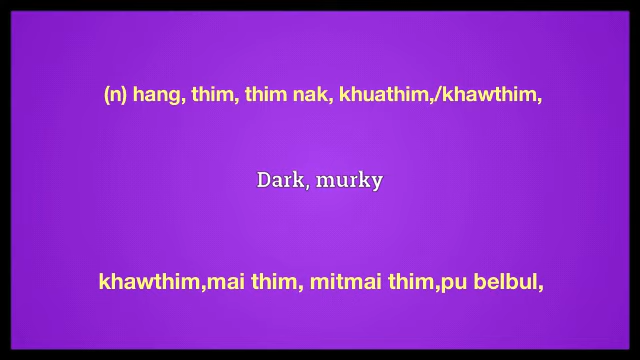 (n) hang, thim, thim nak, khuathim,/khawthim,
Dark, murky
khawthim,mai thim, mitmai thim,pu belbul,